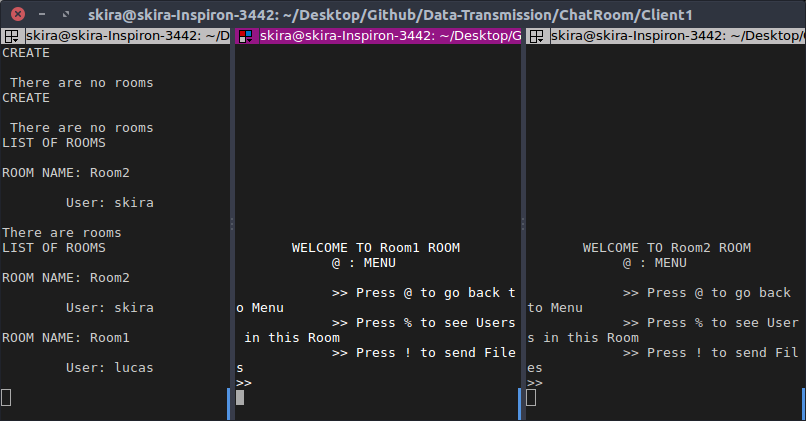 skira@skira-Inspiron-3442: ~/Desktop/Github/Data-Transmission/ChatRoom/Client1
skira@skira-Inspiron-3442: ~/D
CREATE
There are no rooms
CREATE
There are no rooms
LIST OF ROOMS
ROOM NAME: Room2
User: skira
There are rooms
LIST OF ROOMS
ROOM NAME: Room2
User: skira
ROOM NAME: Room1
User: lucas
skira@skira-Inspiron-3442: ~/Desktop/G
WELCOME TO Room1 ROOM
@ : MENU
>> Press @ to go back t
o Menu
>> Press % to see Users
in this Room
>> Press ! to send File
s
>>
skira@skira-Inspiron-3442: ~/Desktop/
WELCOME TO Room2 ROOM
@ : MENU
>> Press @ to go back
to Menu
>> Press % to see User
s in this Room
>> Press ! to send Fil
es
>>